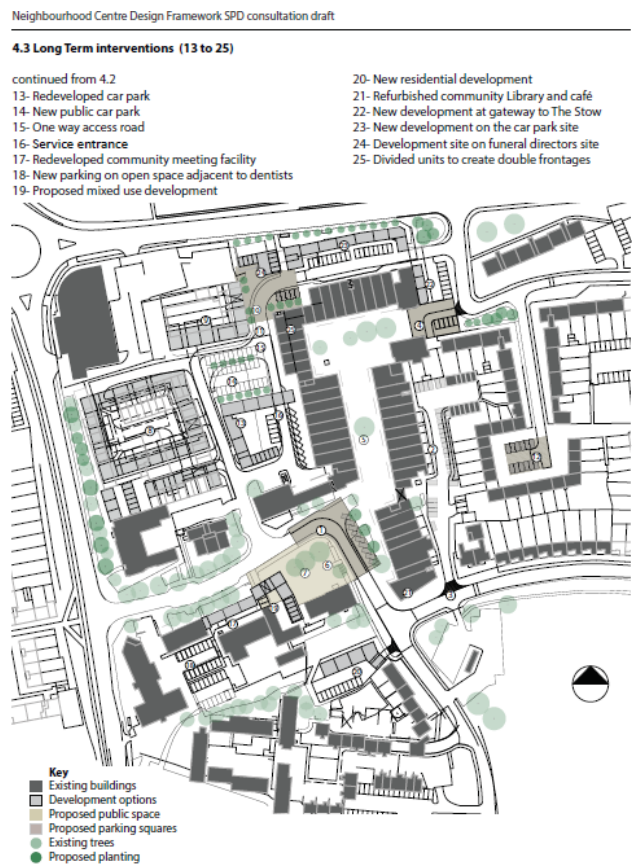 Neighbourhood Centre Design Framework SPD consultation draft
4.3 Long Term interventions (13 to 25)
continued from 4.2
13- Redeveloped car park
14- New public car park
15- One way access road
16- Service entrance
17- Redeveloped community meeting facility
18- New parking on open space adjacent to dentists
19- Proposed mixed use development
20- New residential development
21- Refurbished community Library and café
22- New development at gateway to The Stow
23- New development on the car park site
24- Development site on funeral directors site
25- Divided units to create double frontages
Key
Existing buildings
Development options
Proposed public space
Proposed parking squares
Existing trees
Proposed planting